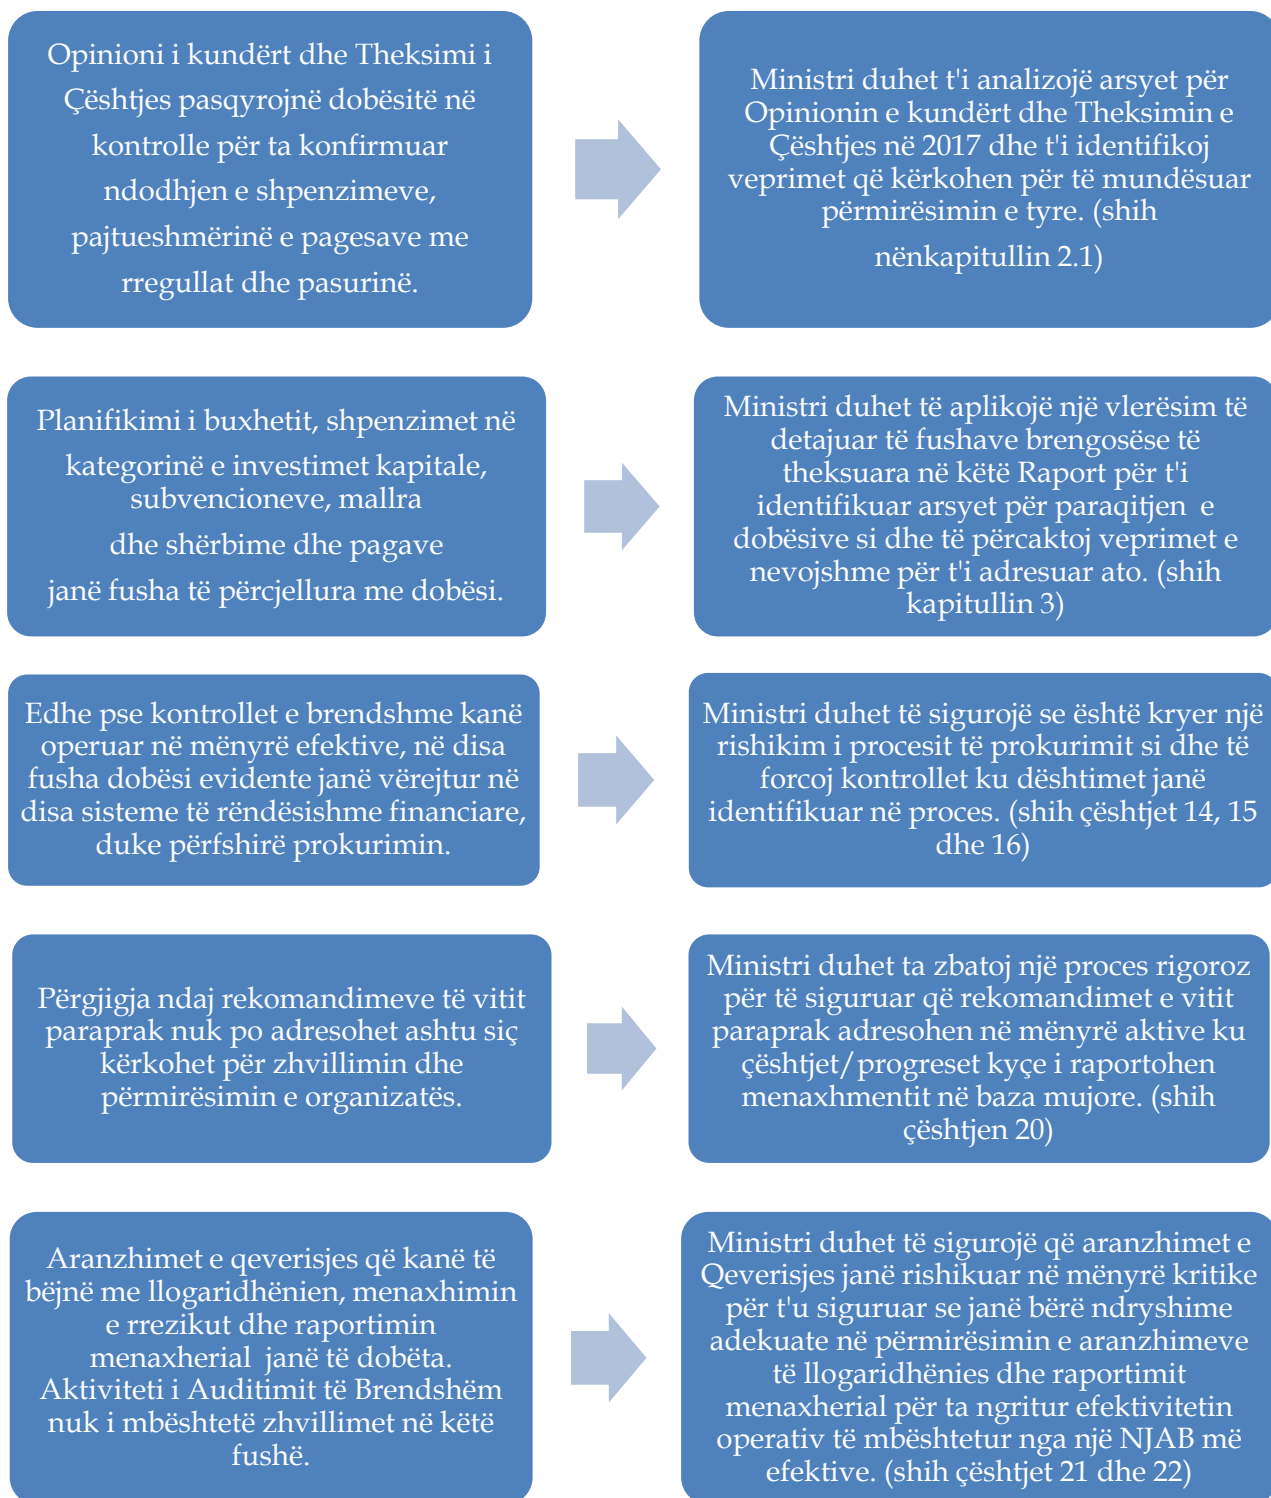 Opinioni i kundërt dhe Theksimi i
Çështjes pasqyrojnë dobësitë në
kontrolle për ta konfirmuar
ndodhjen e shpenzimeve,
pajtueshmërinë e pagesave me
rregullat dhe pasurinë.
Ministri duhet t'i analizojë arsyet për
Opinionin e kundërt dhe Theksimin e
Çështjes në 2017 dhe t'i identifikoj
veprimet që kërkohen për të mundësuar
përmirësimin e tyre. (shih
nënkapitullin 2.1)
Planifikimi i buxhetit, shpenzimet në
kategorinë e investimet kapitale,
subvencioneve, mallra
dhe shërbime dhe pagave
janë fusha të përcjellura me dobësi.
Ministri duhet të aplikojë një vlerësim të
detajuar të fushave brengosëse të
theksuara në këtë Raport për t'i
identifikuar arsyet për paraqitjen e
dobësive si dhe të përcaktoj veprimet e
nevojshme për t'i adresuar ato. (shih
kapitullin 3)
Edhe pse kontrollet e brendshme kanë
operuar në mënyrë efektive, në disa
fusha dobësi evidente janë vërejtur në
disa sisteme të rëndësishme financiare,
duke përfshirë prokurimin.
Ministri duhet të sigurojë se është kryer një
rishikim i procesit të prokurimit si dhe të
forcoj kontrollet ku dështimet janë
identifikuar në proces. (shih çështjet 14, 15
dhe 16)
Përgjigja ndaj rekomandimeve të vitit
paraprak nuk po adresohet ashtu siç
kërkohet për zhvillimin dhe
përmirësimin e organizatës.
Ministri duhet ta zbatoj një proces rigoroz
për të siguruar që rekomandimet e vitit
paraprak adresohen në mënyrë aktive ku
çështjet/progreset kyçe i raportohen
menaxhmentit në baza mujore. (shih
çështjen 20)
Aranzhimet e qeverisjes që kanë të
bëjnë me llogaridhënien, menaxhimin
e rrezikut dhe raportimin
menaxherial janë të dobëta.
Aktiviteti i Auditimit të Brendshëm
nuk i mbështetë zhvillimet në këtë
fushë.
Ministri duhet të sigurojë që aranzhimet e
Qeverisjes janë rishikuar në mënyrë kritike
për t'u siguruar se janë bërë ndryshime
adekuate në përmirësimin e aranzhimeve
të llogaridhënies dhe raportimit
menaxherial për ta ngritur efektivitetin
operativ të mbështetur nga një NJAB më
efektive. (shih çështjet 21 dhe 22)